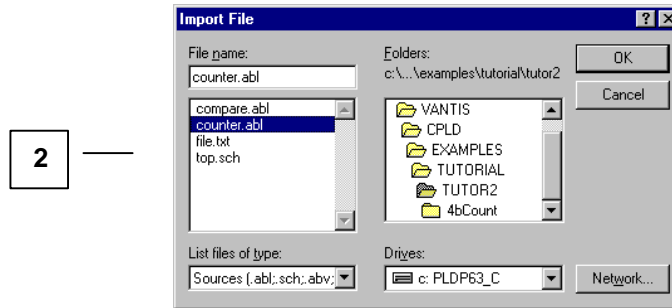 Import File
File name:
counter.abl
compare.abl
counter.abl
file.txt
top.sch
List files of type:
Sources (.abl;.sch;.abv;
Folders:
c:\...\examples\tutorial\tutor2
VANTIS
CPLD
EXAMPLES
TUTORIAL
TUTOR2
4bCount
Drives:
c: PLDP63_C
OK
Cancel
Network...
2